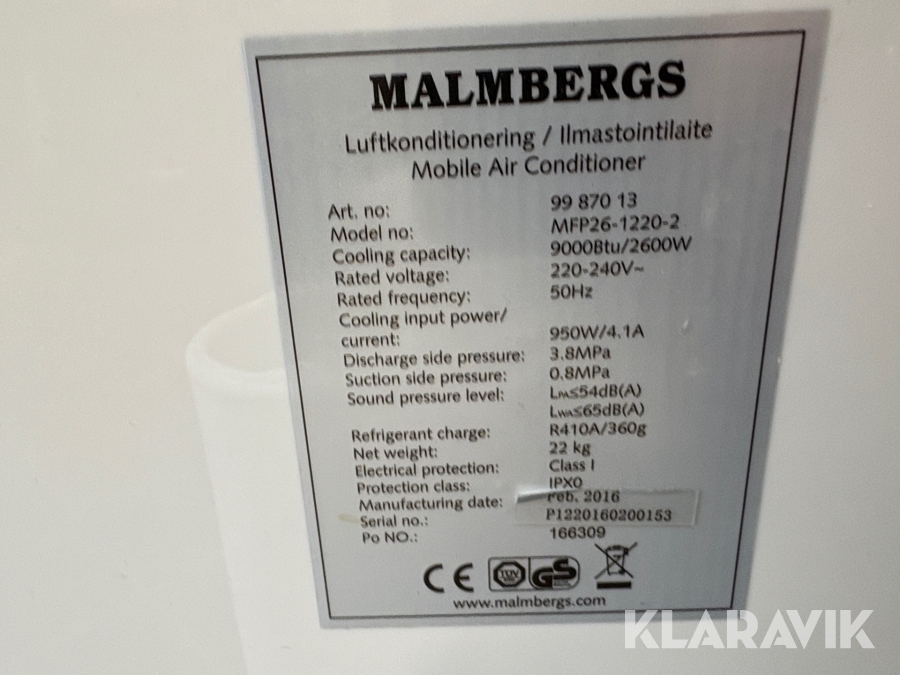 MALMBERGS
Luftkonditionering / Ilmastointilaite
Mobile Air Conditioner
Art. no: 99 870 13
Model no: MFP26-1220-2
Cooling capacity: 9000Btu/2600W
Rated voltage: 220-240V~
Rated frequency: 50Hz
Cooling input power/
current: 950W/4.1A
Discharge side pressure: 3.8MPa
Suction side pressure: 0.8MPa
Sound pressure level: LPA≤54dB(A)
LWA≤65dB(A)
Refrigerant charge: R410A/360g
Net weight: 22 kg
Electrical protection: Class I
Protection class: IPX0
Manufacturing date: Feb. 2016
Serial no.: P1220160200153
Po NO.: 166309
CE TÜV GS
www.malmbergs.com
KLARAVIK